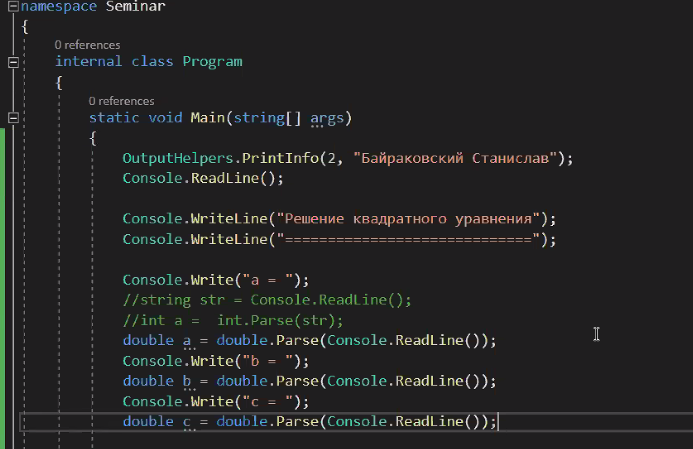 namespace Seminar
{
0 references
internal class Program
{
0 references
static void Main(string[] args)
{
OutputHelpers.PrintInfo(2, "Байраковский Станислав");
Console.ReadLine();
Console.WriteLine("Решение квадратного уравнения");
Console.WriteLine("=============================");
Console.Write("a = ");
//string str = Console.ReadLine();
//int a =  int.Parse(str);
double a = double.Parse(Console.ReadLine());
Console.Write("b = ");
double b = double.Parse(Console.ReadLine());
Console.Write("c = ");
double c = double.Parse(Console.ReadLine());